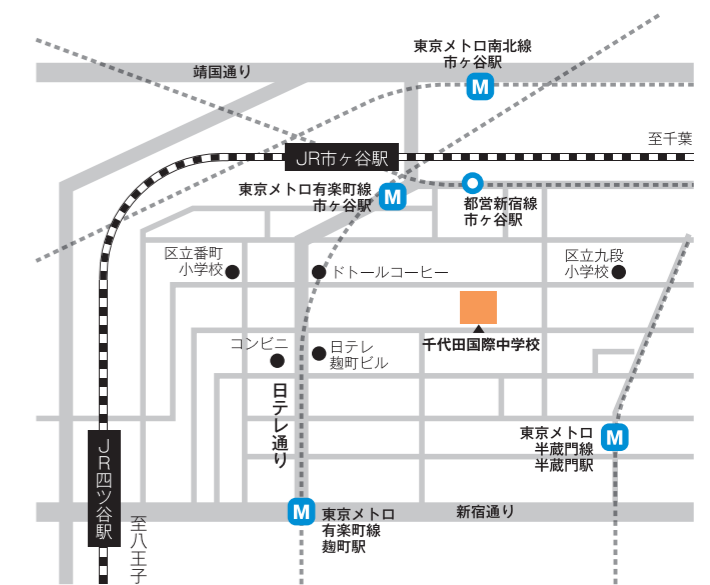 東京メトロ南北線
市ヶ谷駅
靖国通り
M
至千葉
JR市ヶ谷駅
東京メトロ有楽町線
市ヶ谷駅
M
都営新宿線
市ヶ谷駅
区立番町
小学校
ドトールコーヒー
区立九段
小学校
千代田国際中学校
コンビニ
日テレ
麹町ビル
日テレ通り
東京メトロ
半蔵門線
半蔵門駅
M
JR四ツ谷駅
M
東京メトロ
有楽町線
麹町駅
新宿通り
至八王子